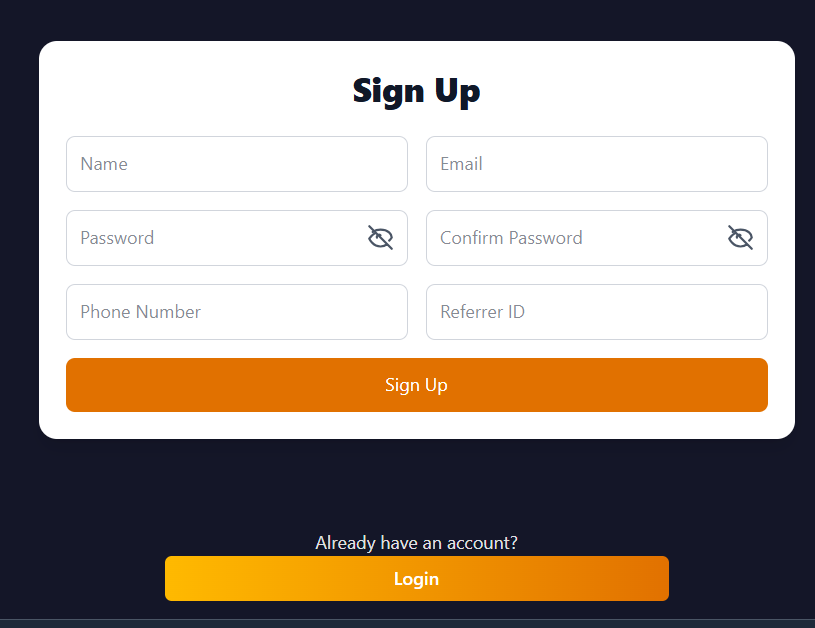 Sign Up
Name
Email
Password
Confirm Password
Phone Number
Referrer ID
Sign Up
Already have an account?
Login